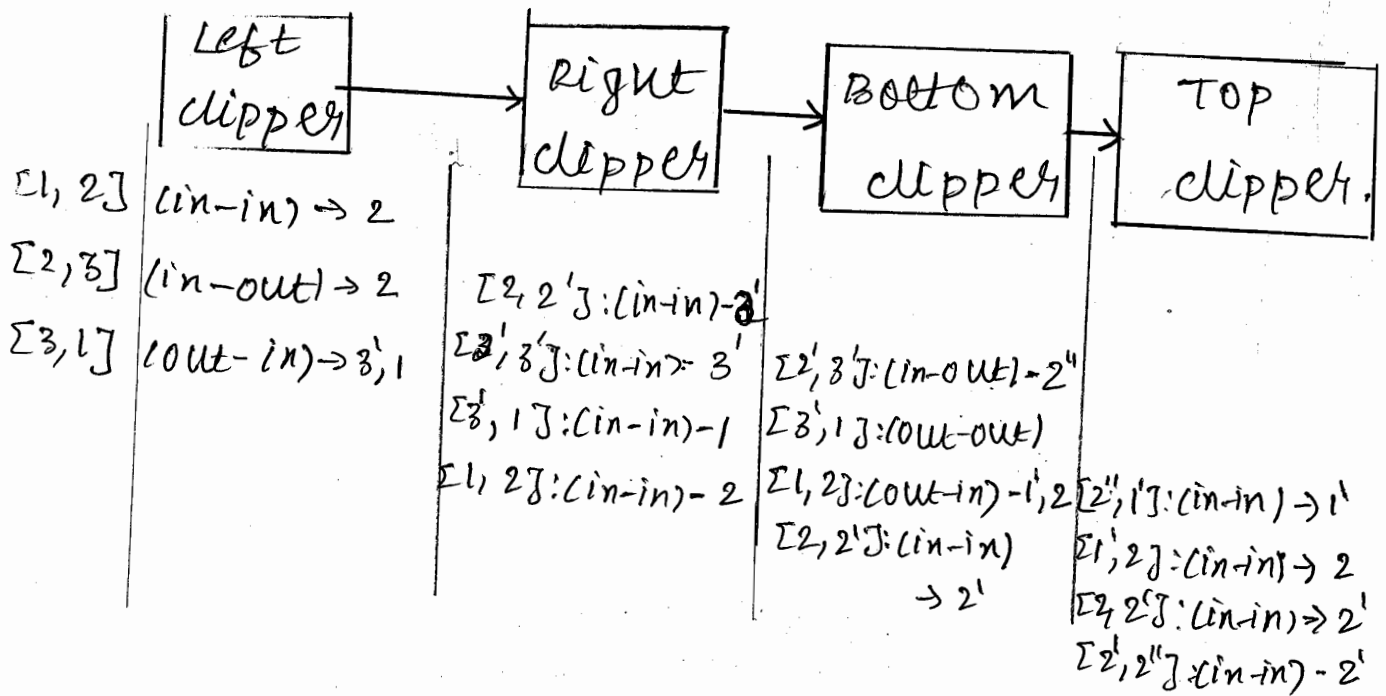 Left
clipper
Right
clipper
Bottom
clipper
Top
clipper.
[1, 2] (in-in) → 2
[2, 3] (in-out) → 2
[3, 1] (out-in) → 3', 1
[2, 2']: (in-in) - 2'
[2', 3']: (in-in) - 3'
[3', 1]: (in-in) - 1
[1, 2]: (in-in) - 2
[2', 3']: (in-out) - 2"
[3', 1]: (out-out)
[1, 2]: (out-in) - 1', 2
[2, 2']: (in-in)
→ 2'
[2", 1']: (in-in) → 1'
[1', 2]: (in-in) → 2
[2, 2']: (in-in) → 2'
[2', 2"]: (in-in) - 2'